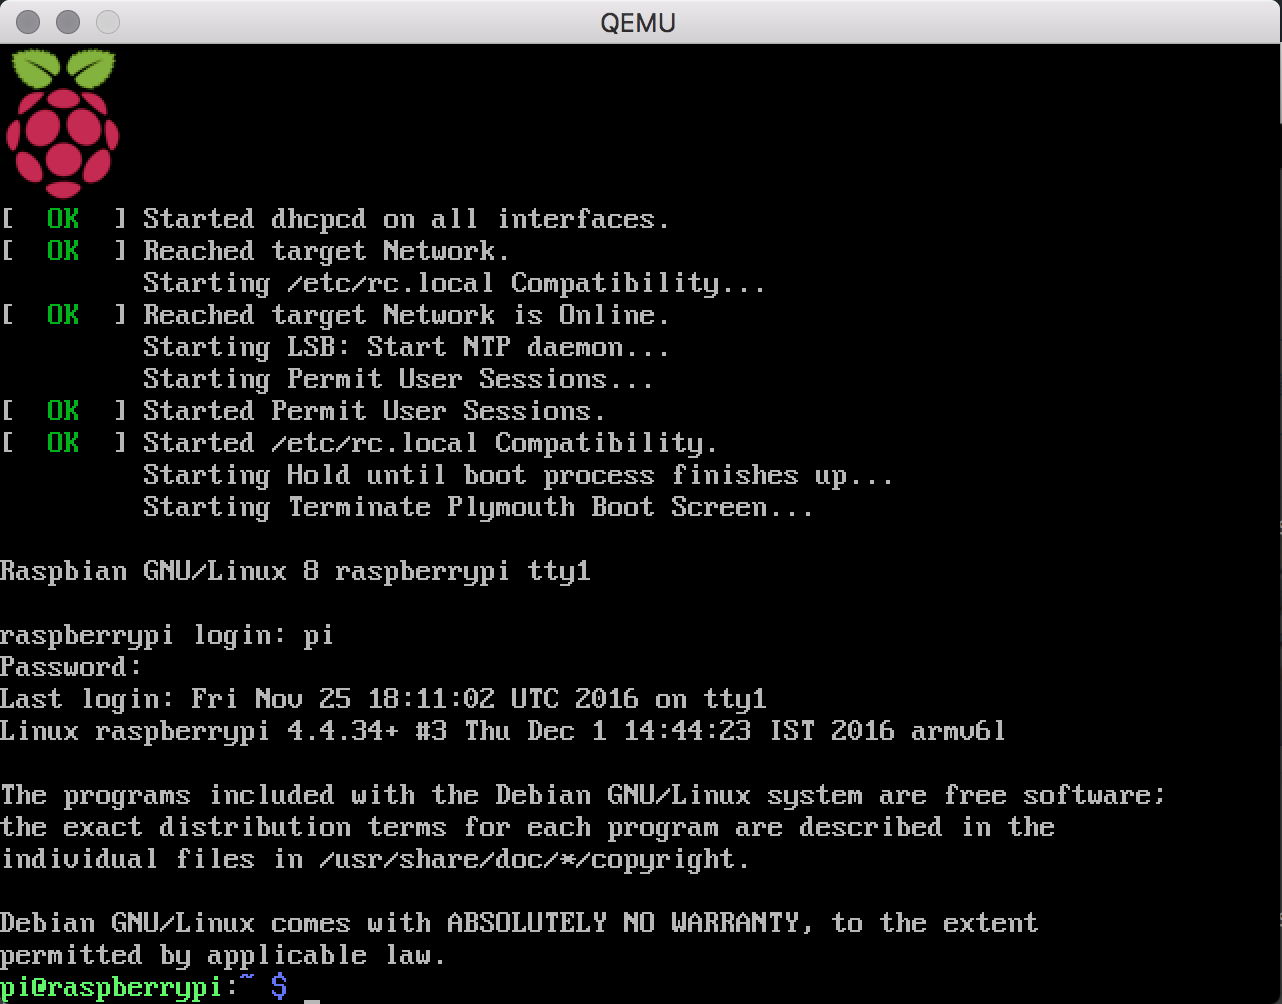 QEMU
[  OK  ] Started dhcpcd on all interfaces.
[  OK  ] Reached target Network.
         Starting /etc/rc.local Compatibility...
[  OK  ] Reached target Network is Online.
         Starting LSB: Start NTP daemon...
         Starting Permit User Sessions...
[  OK  ] Started Permit User Sessions.
[  OK  ] Started /etc/rc.local Compatibility.
         Starting Hold until boot process finishes up...
         Starting Terminate Plymouth Boot Screen...
Raspbian GNU/Linux 8 raspberrypi tty1
raspberrypi login: pi
Password:
Last login: Fri Nov 25 18:11:02 UTC 2016 on tty1
Linux raspberrypi 4.4.34+ #3 Thu Dec 1 14:44:23 IST 2016 armv6l
The programs included with the Debian GNU/Linux system are free software;
the exact distribution terms for each program are described in the
individual files in /usr/share/doc/*/copyright.
Debian GNU/Linux comes with ABSOLUTELY NO WARRANTY, to the extent
permitted by applicable law.
pi@raspberrypi:~ $ _